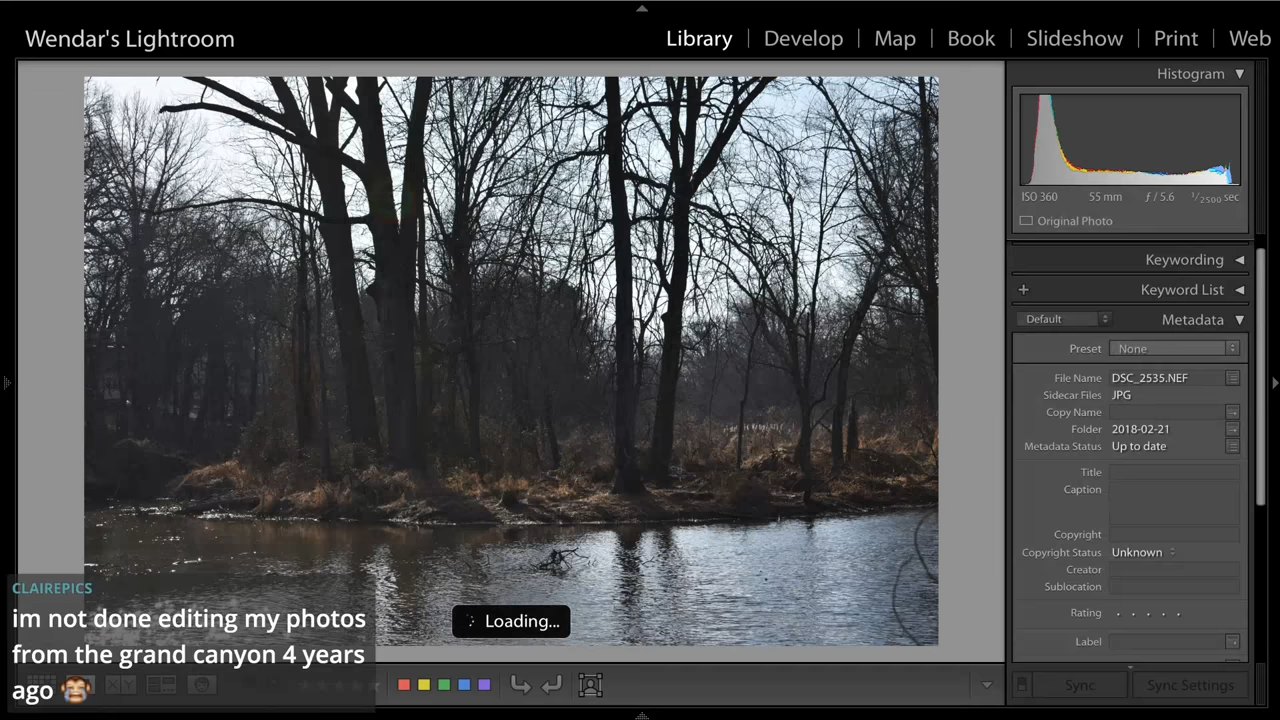 Wendar's Lightroom
Library | Develop | Map | Book | Slideshow | Print | Web
Histogram
ISO 360 55 mm ƒ / 5.6 1/2500 sec
Original Photo
Keywording
+ Keyword List
Default Metadata
Preset None
File Name DSC_2535.NEF
Sidecar Files JPG
Copy Name
Folder 2018-02-21
Metadata Status Up to date
Title
Caption
Copyright
Copyright Status Unknown
Creator
Sublocation
Rating
Label
Sync Sync Settings
Loading...
CLAIREPICS
im not done editing my photos
from the grand canyon 4 years
ago 🙊